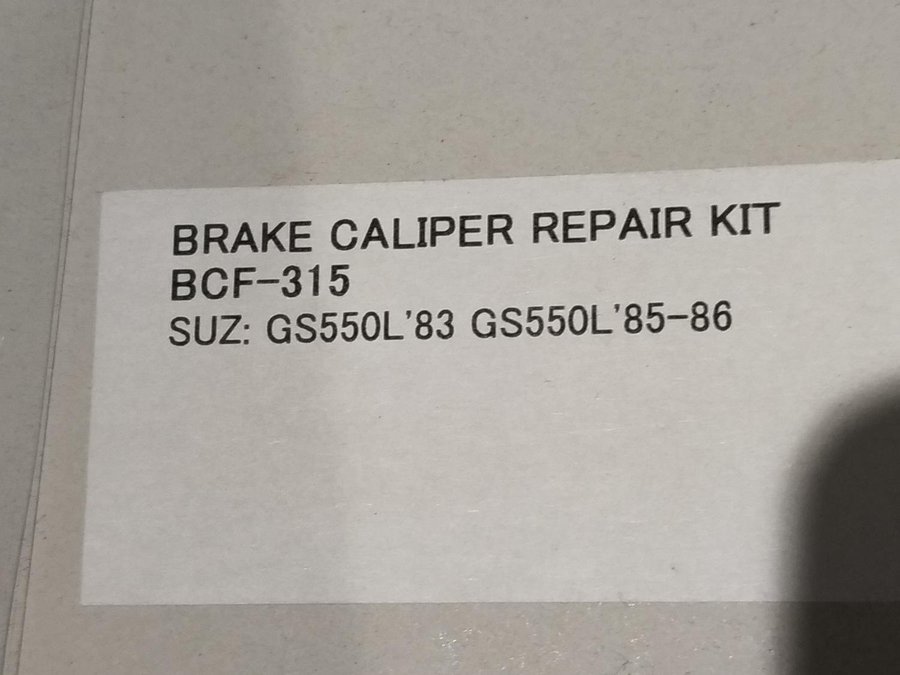 BRAKE CALIPER REPAIR KIT
BCF-315
SUZ: GS550L'83 GS550L'85-86